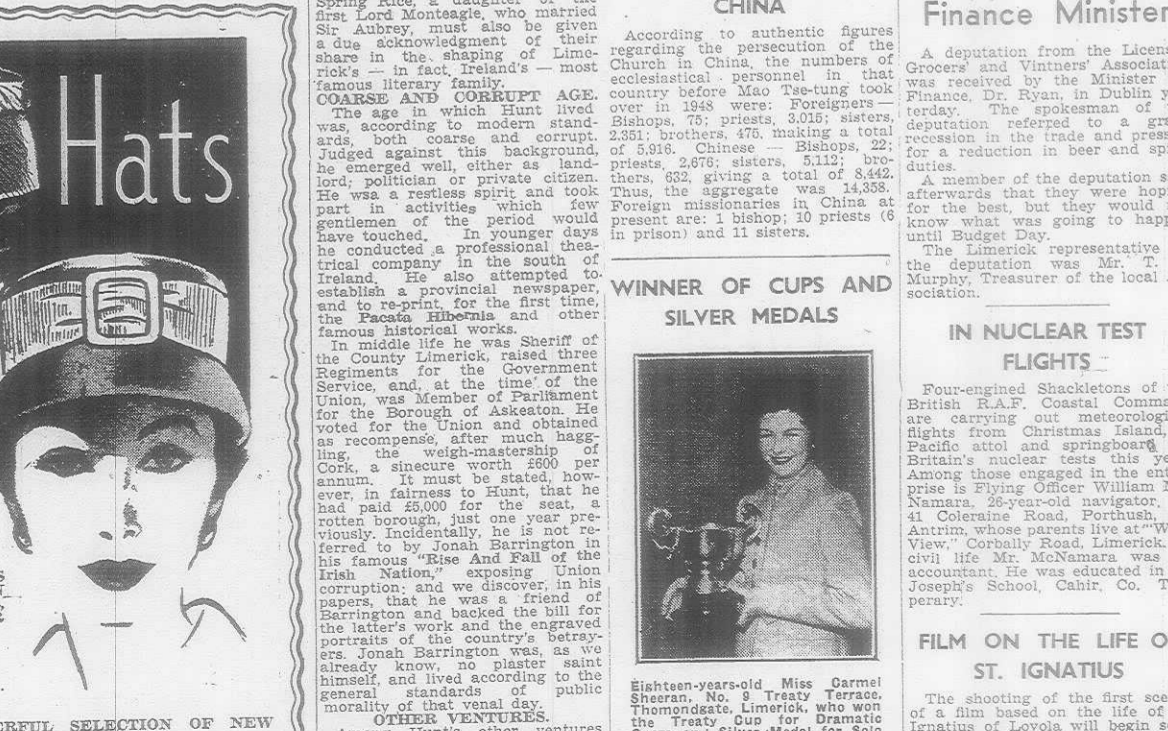 Hats
ERFUL SELECTION OF NEW
Spring Rice, a daughter of the
first Lord Monteagle, who married
Sir Aubrey, must also be given
a due acknowledgment of their
share in the shaping of Lime-
rick's — in fact, Ireland's — most
famous literary family.
COARSE AND CORRUPT AGE.
The age in which Hunt lived
was, according to modern stand-
ards, both coarse and corrupt.
Judged against this background,
he emerged well, either as land-
lord; politician or private citizen.
He wsa a restless spirit and took
part in activities which few
gentlemen of the period would
have touched. In younger days
he conducted a professional thea-
trical company in the south of
Ireland. He also attempted to
establish a provincial newspaper,
and to re-print, for the first time,
the Pacata Hibernia and other
famous historical works.
In middle life he was Sheriff of
the County Limerick, raised three
Regiments for the Government
Service, and, at the time of the
Union, was Member of Parliament
for the Borough of Askeaton. He
voted for the Union and obtained
as recompense, after much hagg-
ling, the weigh-mastership of
Cork, a sinecure worth £600 per
annum. It must be stated, how-
ever, in fairness to Hunt, that he
had paid £5,000 for the seat, a
rotten borough, just one year pre-
viously. Incidentally, he is not re-
ferred to by Jonah Barrington in
his famous "Rise And Fall of the
Irish Nation," exposing Union
corruption; and we discover, in his
papers, that he was a friend of
Barrington and backed the bill for
the latter's work and the engraved
portraits of the country's betray-
ers. Jonah Barrington was, as we
already know, no plaster saint
himself, and lived according to the
general standards of public
morality of that venal day.
OTHER VENTURES.
Hunt's other ventures
CHINA
According to authentic figures
regarding the persecution of the
Church in China, the numbers of
ecclesiastical personnel in that
country before Mao Tse-tung took
over in 1948 were: Foreigners—
Bishops, 75; priests, 3,015; sisters,
2,351; brothers, 475, making a total
of 5,916. Chinese — Bishops, 22;
priests, 2,676; sisters, 5,112; bro-
thers, 632, giving a total of 8,442.
Thus, the aggregate was 14,358.
Foreign missionaries in China at
present are: 1 bishop; 10 priests (6
in prison) and 11 sisters.
WINNER OF CUPS AND
SILVER MEDALS
Eighteen-years-old Miss Carmel
Sheeran, No. 9 Treaty Terrace,
Thomondgate, Limerick, who won
the Treaty Cup for Dramatic
and Silver Medal for Solo
Finance Minister
A deputation from the Licen
Grocers' and Vintners' Associat
was received by the Minister
Finance, Dr. Ryan, in Dublin y
terday. The spokesman of
deputation referred to a gr
recession in the trade and press
for a reduction in beer and spi
duties.
A member of the deputation s
afterwards that they were hop
for the best, but they would
know what was going to happ
until Budget Day.
The Limerick representative
the deputation was Mr. T.
Murphy, Treasurer of the local
sociation.
IN NUCLEAR TEST
FLIGHTS
Four-engined Shackletons of
British R.A.F. Coastal Comma
are carrying out meteorologi
flights from Christmas Island,
Pacific attol and springboard
Britain's nuclear tests this ye
Among those engaged in the ent
prise is Flying Officer William M
Namara, 26-year-old navigator,
41 Coleraine Road, Porthush,
Antrim, whose parents live at "W
View," Corbally Road, Limerick.
civil life Mr. McNamara was
accountant. He was educated in
Joseph's School, Cahir, Co. T
perary.
FILM ON THE LIFE O
ST. IGNATIUS
The shooting of the first sce
of a film based on the life of
Ignatius of Loyola will begin s